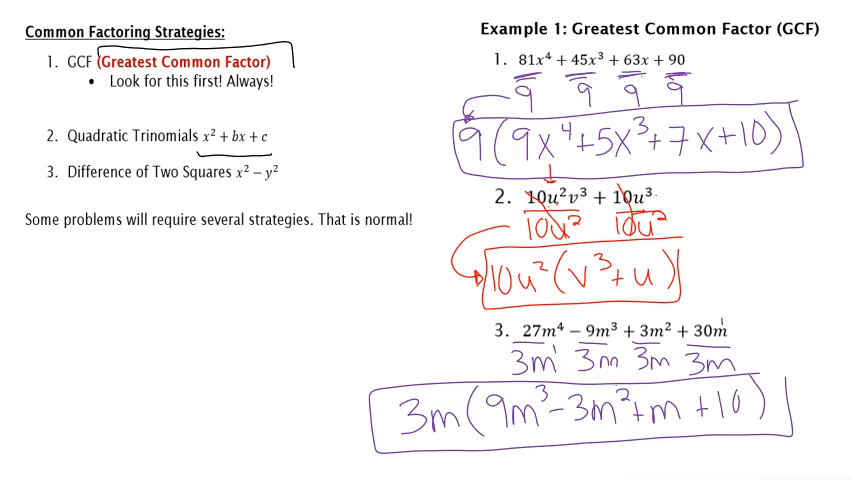 Common Factoring Strategies:
1. GCF (Greatest Common Factor)
• Look for this first! Always!
2. Quadratic Trinomials x² + bx + c
3. Difference of Two Squares x² − y²
Some problems will require several strategies. That is normal!
Example 1: Greatest Common Factor (GCF)
1. 81x⁴ + 45x³ + 63x + 90
9 9 9 9
9(9x⁴+5x³+7x+10)
2. 10u²v³ + 10u³
10u² 10u²
10u²(v³+u)
3. 27m⁴ − 9m³ + 3m² + 30m¹
3m¹ 3m 3m 3m
3m(9m³-3m²+m+10)